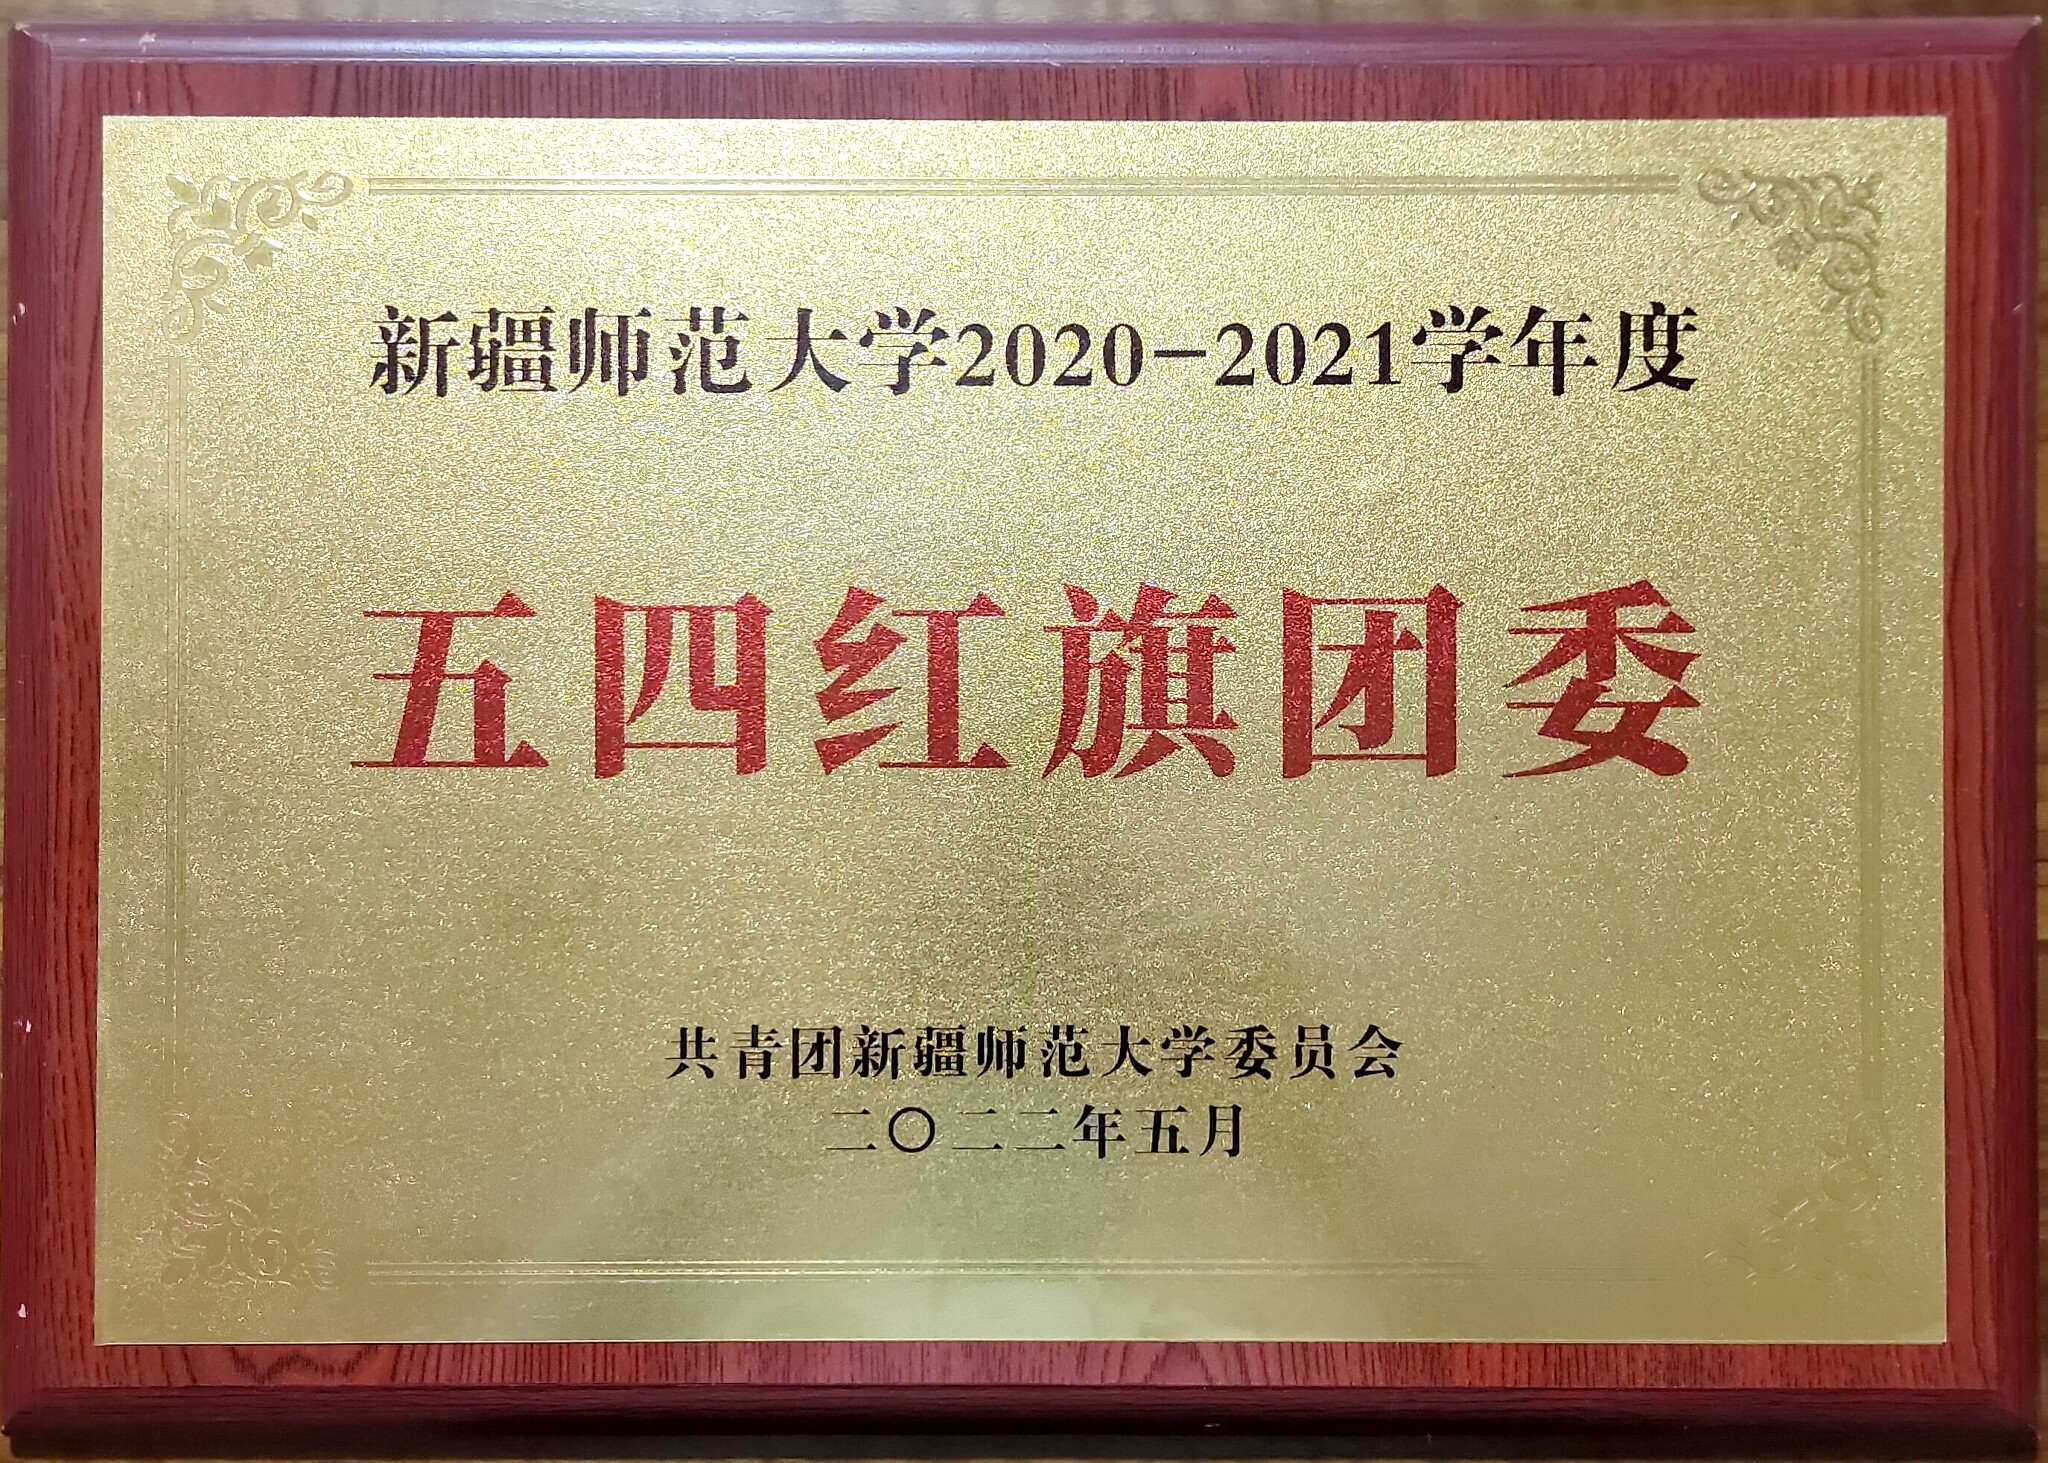 新疆师范大学2020-2021学年度
五四红旗团委
共青团新疆师范大学委员会
二〇二二年五月